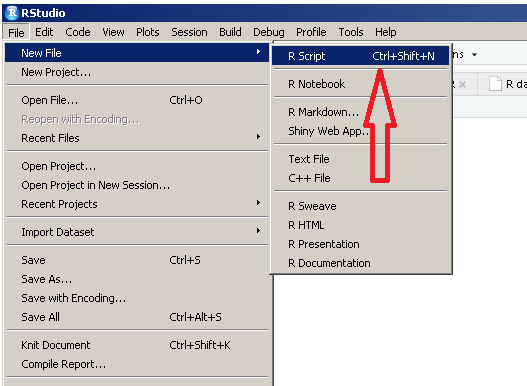 RStudio
File Edit Code View Plots Session Build Debug Profile Tools Help
New File
New Project...
Open File... Ctrl+O
Reopen with Encoding...
Recent Files
Open Project...
Open Project in New Session...
Recent Projects
Import Dataset
Save Ctrl+S
Save As...
Save with Encoding...
Save All Ctrl+Alt+S
Knit Document Ctrl+Shift+K
Compile Report...
R Script Ctrl+Shift+N
R Notebook
R Markdown...
Shiny Web App...
Text File
C++ File
R Sweave
R HTML
R Presentation
R Documentation
ns
R da